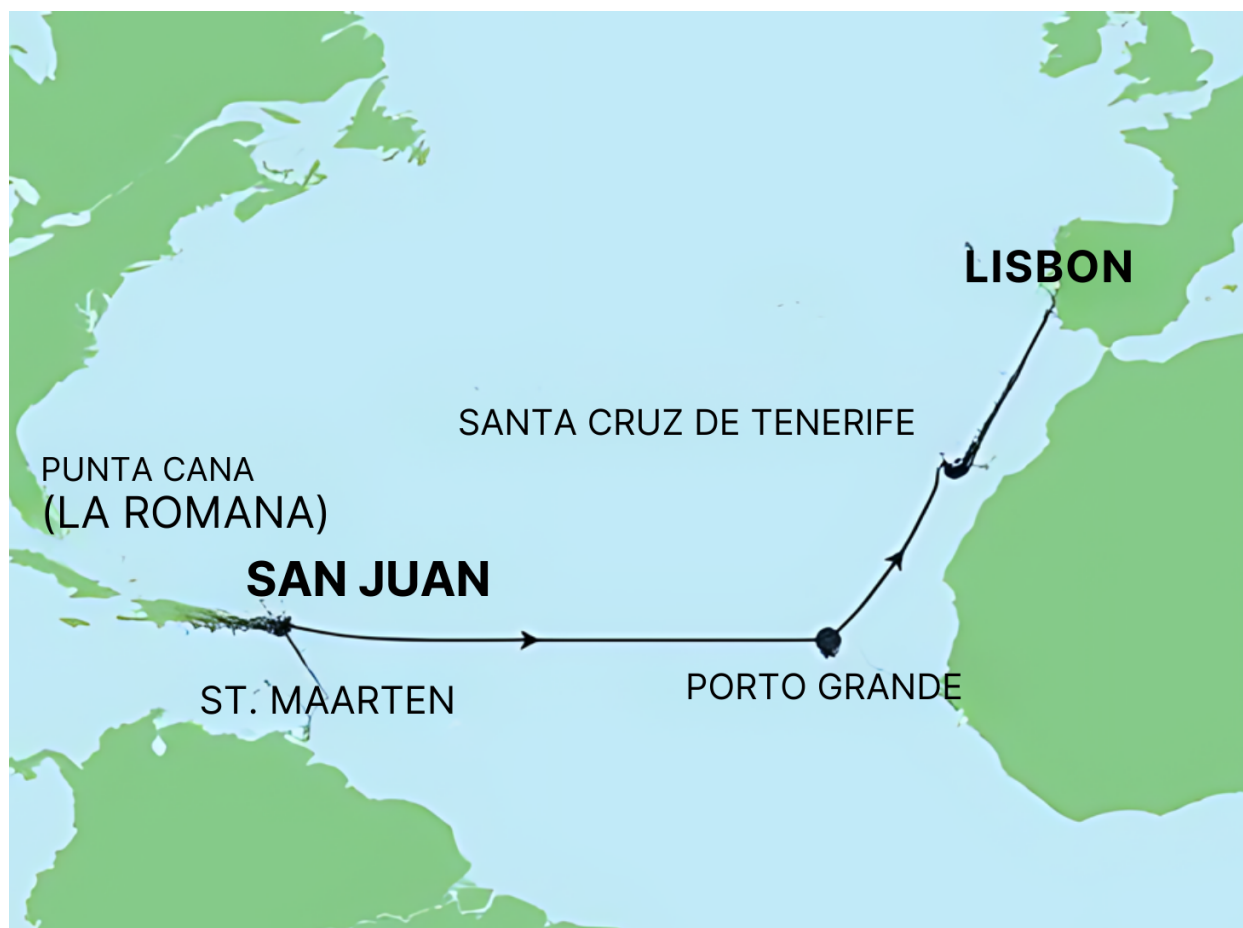 LISBON
SANTA CRUZ DE TENERIFE
PUNTA CANA
(LA ROMANA)
SAN JUAN
PORTO GRANDE
ST. MAARTEN